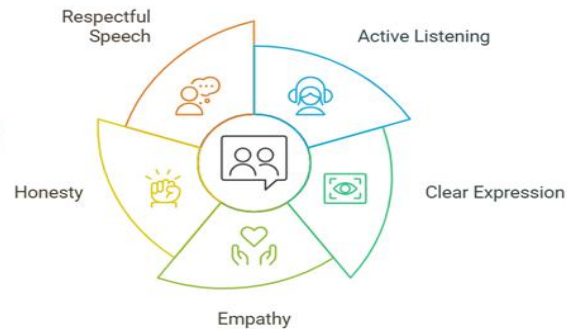 Respectful
Speech
Active Listening
Honesty
Clear Expression
Empathy